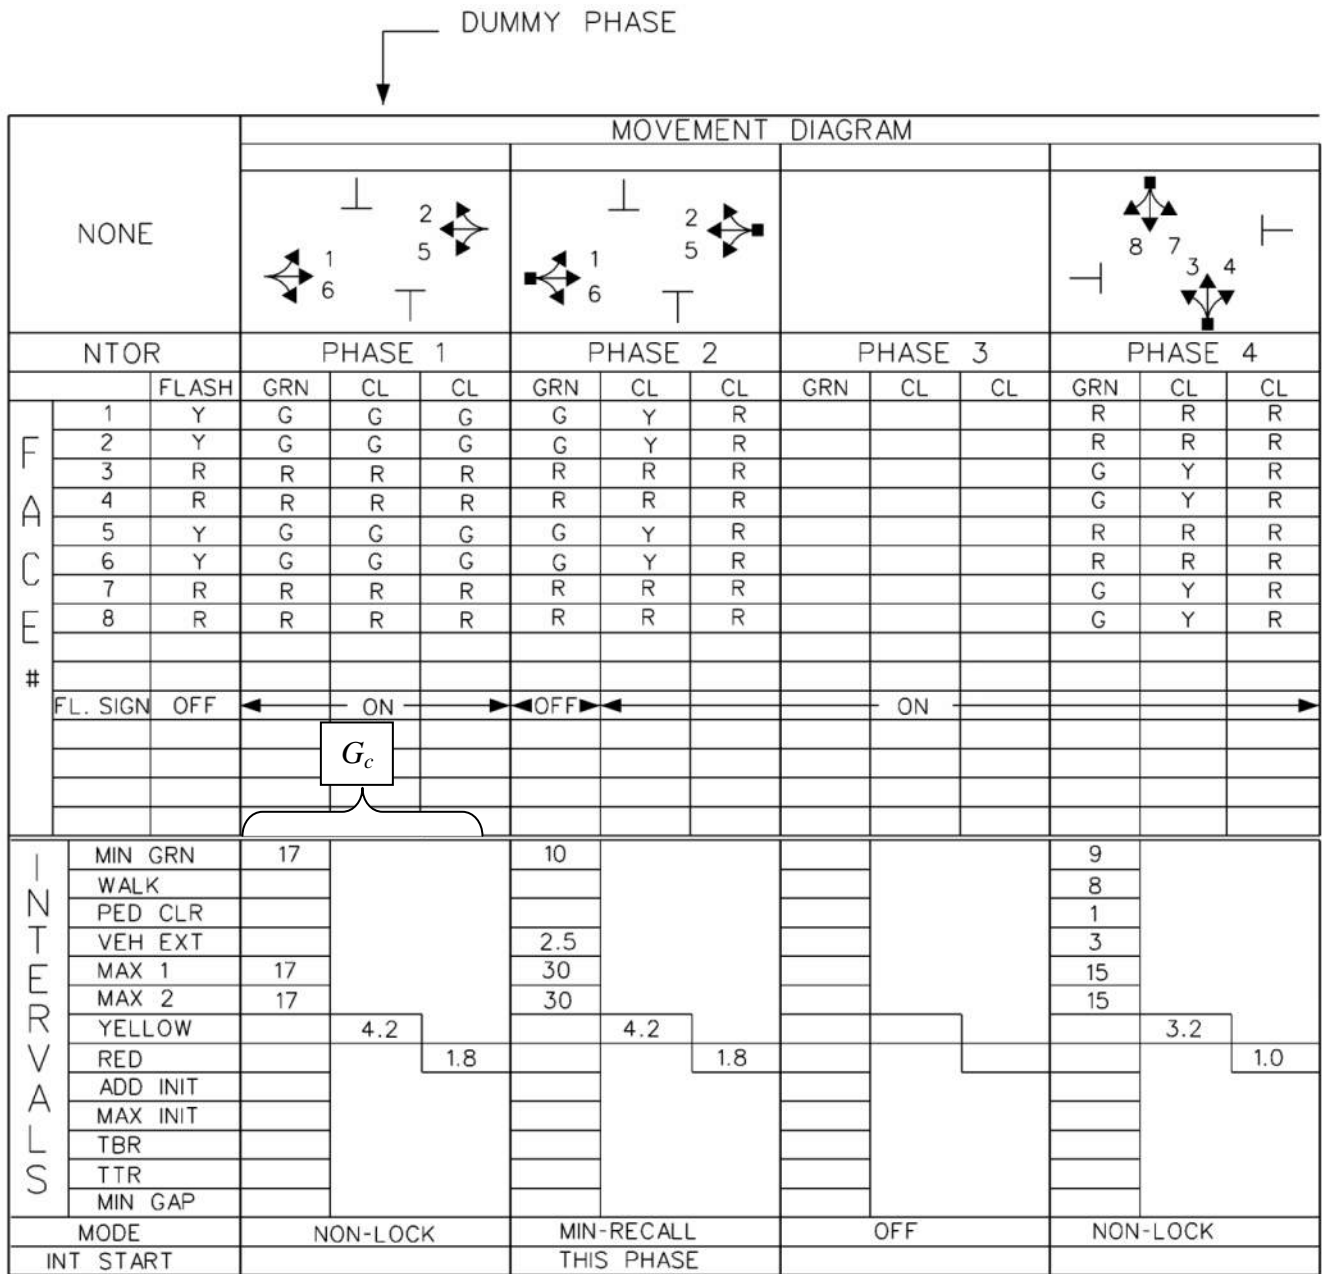 DUMMY PHASE
MOVEMENT DIAGRAM
NONE
1 6 2 5
1 6 2 5
8 7 3 4
NTOR PHASE 1 PHASE 2 PHASE 3 PHASE 4
FLASH GRN CL CL GRN CL CL GRN CL CL GRN CL CL
FACE #
1 Y G G G G Y R R R R
2 Y G G G G Y R R R R
3 R R R R R R R G Y R
4 R R R R R R R G Y R
5 Y G G G G Y R R R R
6 Y G G G G Y R R R R
7 R R R R R R R G Y R
8 R R R R R R R G Y R
FL. SIGN OFF ON OFF ON
Gc
INTERVALS
MIN GRN 17 10 9
WALK 8
PED CLR 1
VEH EXT 2.5 3
MAX 1 17 30 15
MAX 2 17 30 15
YELLOW 4.2 4.2 3.2
RED 1.8 1.8 1.0
ADD INIT
MAX INIT
TBR
TTR
MIN GAP
MODE NON-LOCK MIN-RECALL OFF NON-LOCK
INT START THIS PHASE